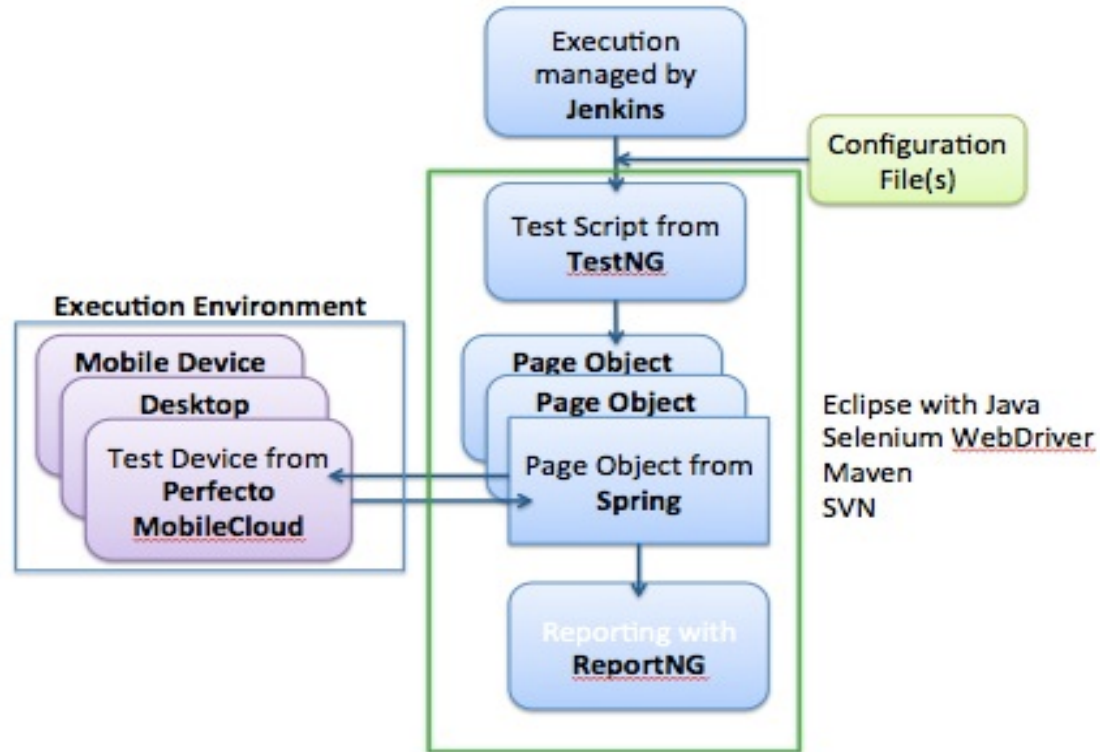 Execution
managed by
Jenkins
Configuration
File(s)
Test Script from
TestNG
Execution Environment
Mobile Device
Desktop
Test Device from
Perfecto
MobileCloud
Page Object
Page Object
Page Object from
Spring
Eclipse with Java
Selenium WebDriver
Maven
SVN
Reporting with
ReportNG